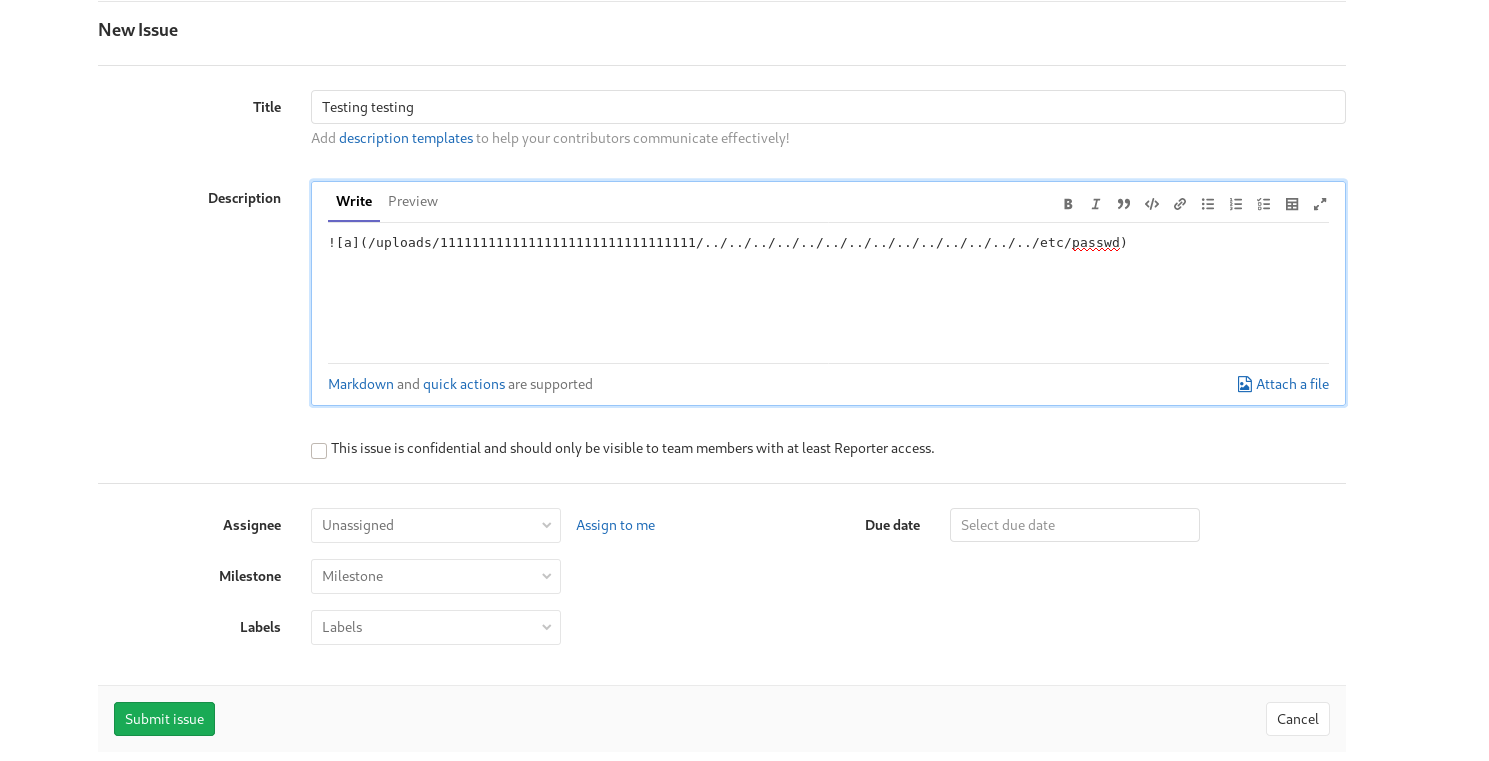 New Issue
Title
Testing testing
Add description templates to help your contributors communicate effectively!
Description
Write Preview
![a](/uploads/11111111111111111111111111111111/../../../../../../../../../../../../../../etc/passwd)
Markdown and quick actions are supported
Attach a file
This issue is confidential and should only be visible to team members with at least Reporter access.
Assignee
Unassigned
Assign to me
Due date
Select due date
Milestone
Milestone
Labels
Labels
Submit issue
Cancel